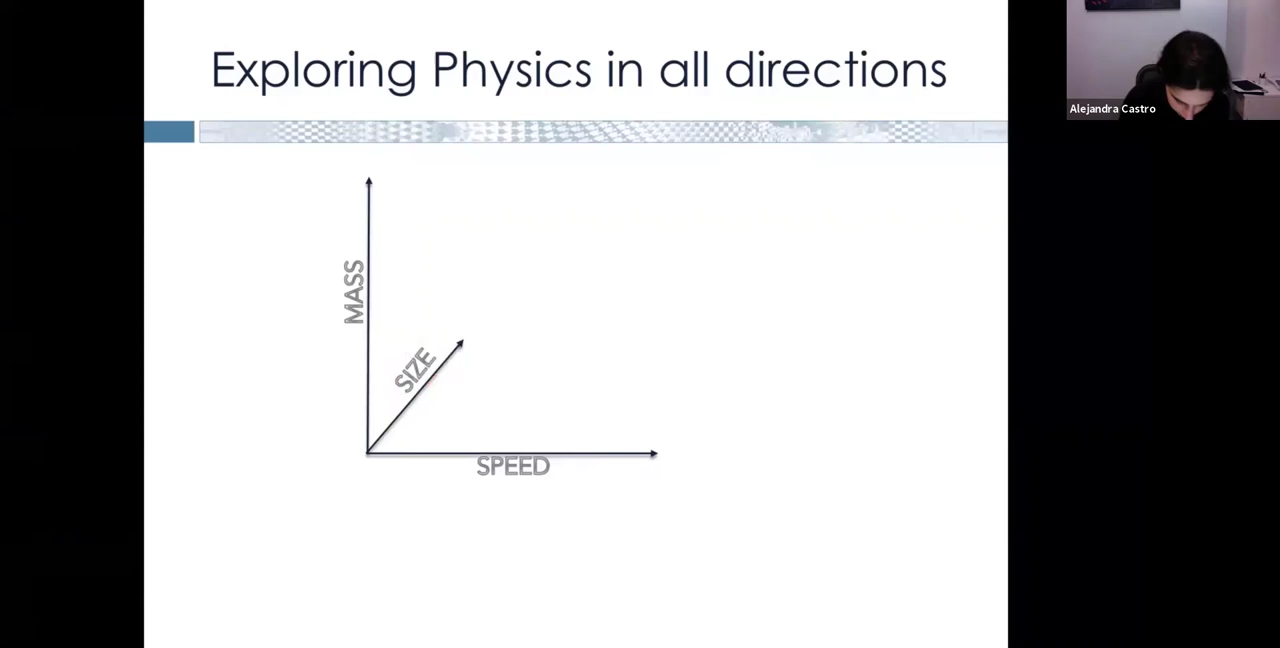 Exploring Physics in all directions
Alejandra Castro
MASS
SIZE
SPEED